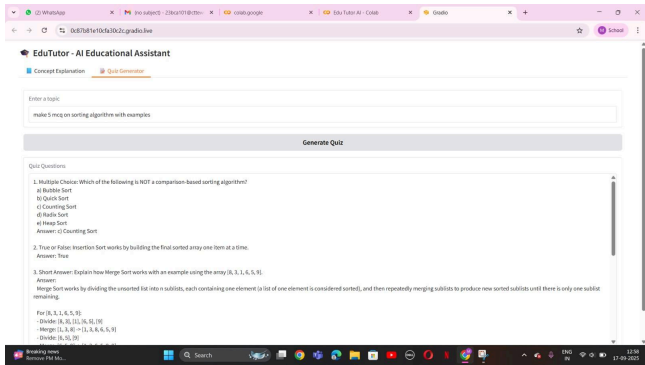 (2) WhatsApp
(no subject) - 23bca101@cttew
colab.google
Edu Tutor AI - Colab
Gradio
0c87b81e10cfa30c2c.gradio.live
School
EduTutor - AI Educational Assistant
Concept Explanation
Quiz Generator
Enter a topic
make 5 mcq on sorting algorithm with examples
Generate Quiz
Quiz Questions
1. Multiple Choice: Which of the following is NOT a comparison-based sorting algorithm?
a) Bubble Sort
b) Quick Sort
c) Counting Sort
d) Radix Sort
e) Heap Sort
Answer: c) Counting Sort
2. True or False: Insertion Sort works by building the final sorted array one item at a time.
Answer: True
3. Short Answer: Explain how Merge Sort works with an example using the array [8, 3, 1, 6, 5, 9].
Answer:
Merge Sort works by dividing the unsorted list into n sublists, each containing one element (a list of one element is considered sorted), and then repeatedly merging sublists to produce new sorted sublists until there is only one sublist
remaining.
For [8, 3, 1, 6, 5, 9]:
- Divide: [8, 3], [1], [6, 5], [9]
- Merge: [1, 3, 8] -> [1, 3, 8, 6, 5, 9]
- Divide: [6, 5], [9]
Breaking news
Remove PM Mo...
Search
ENG
IN
12:58
17-09-2025